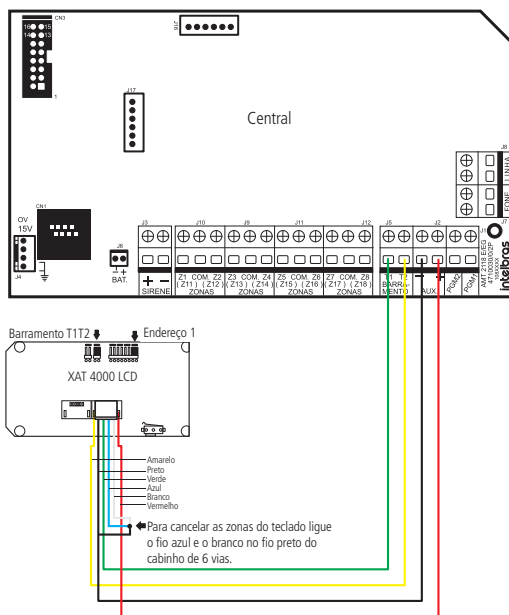 CN3
16 15
14 13
1
J16
J17
Central
J8
LINHA
FONE
J7
CN1
0V
15V
J4
J6
- +
BAT.
J3
J10
J9
J11
J12
J5
J2
J1
+ -
SIRENE
Z1 COM. Z2
( Z11 ) ( Z12 )
ZONAS
Z3 COM. Z4
( Z13 ) ( Z14 )
ZONAS
Z5 COM. Z6
( Z15 ) ( Z16 )
ZONAS
Z7 COM. Z8
( Z17 ) ( Z18 )
ZONAS
T1 T2
BARRA-
MENTO
- +
AUX.
PGM2
PGM1
AMT 2118 E/EG
intelbras
Barramento T1T2
Endereço 1
XAT 4000 LCD
Amarelo
Preto
Verde
Azul
Branco
Vermelho
Para cancelar as zonas do teclado ligue
o fio azul e o branco no fio preto do
cabinho de 6 vias.